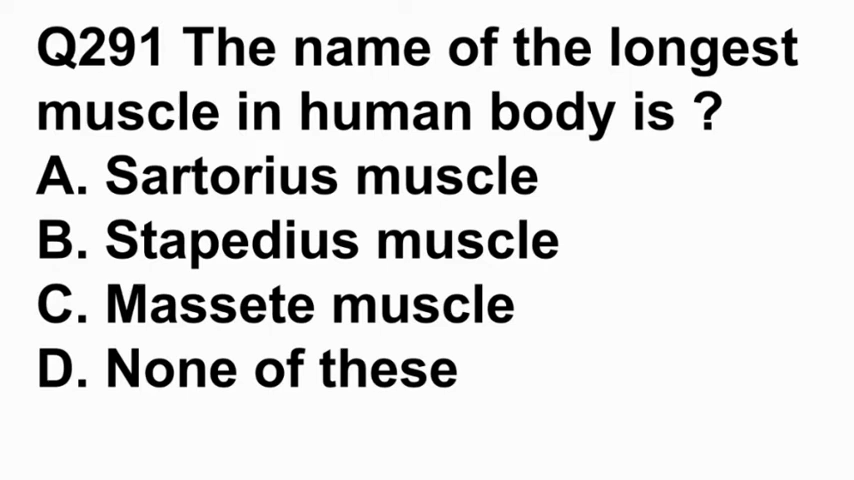 Q291 The name of the longest
muscle in human body is ?
A. Sartorius muscle
B. Stapedius muscle
C. Massete muscle
D. None of these